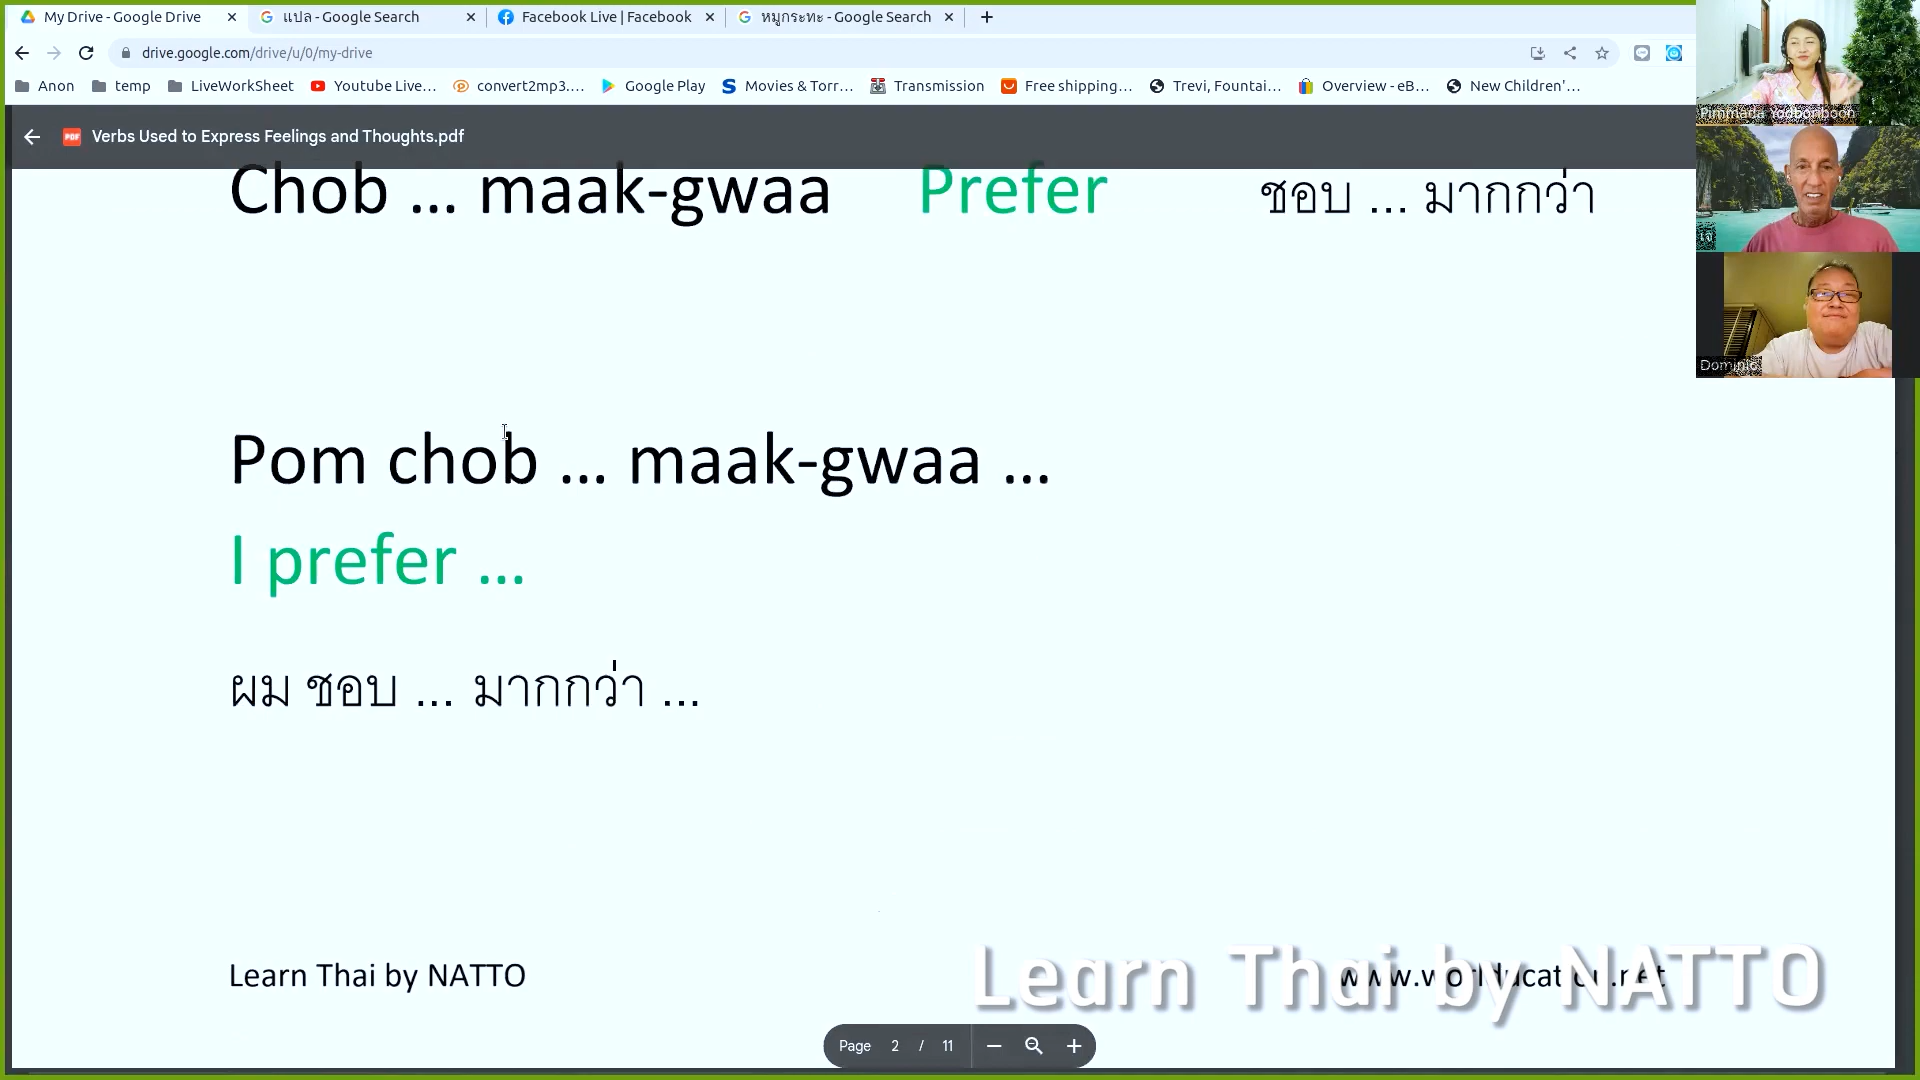 My Drive - Google Drive
แปล - Google Search
Facebook Live | Facebook
หมูกระทะ - Google Search
drive.google.com/drive/u/0/my-drive
Anon
temp
LiveWorkSheet
Youtube Live...
convert2mp3....
Google Play
Movies & Torr...
Transmission
Free shipping...
Trevi, Fountai...
Overview - eB...
New Children'...
PDF
Verbs Used to Express Feelings and Thoughts.pdf
Chob ... maak-gwaa Prefer ชอบ ... มากกว่า
Pom chob ... maak-gwaa ...
I prefer ...
ผม ชอบ ... มากกว่า ...
Learn Thai by NATTO
Learn Thai by NATTO
Page 2 / 11
Dominic